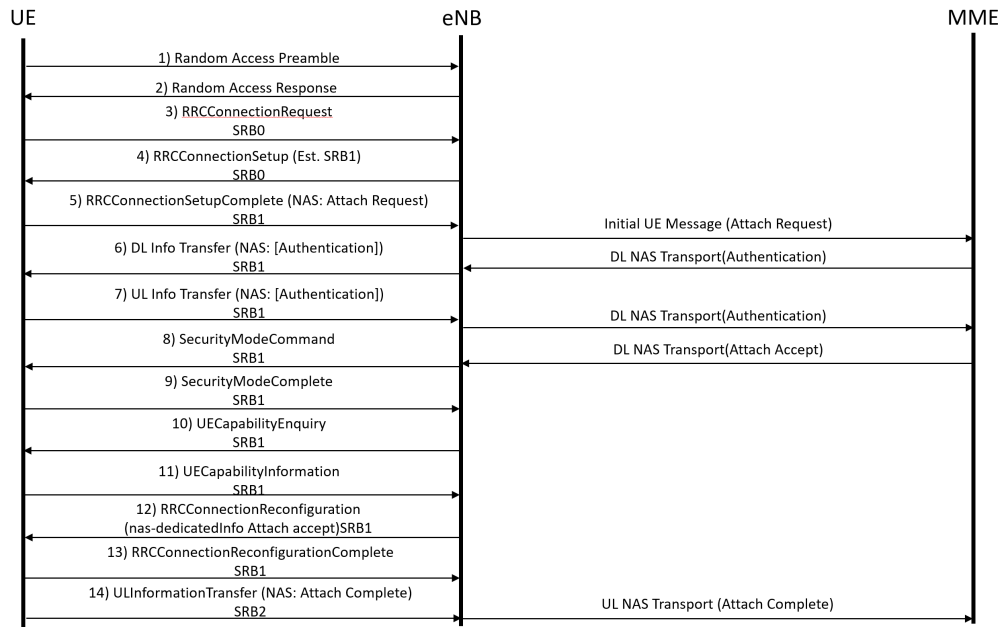 UE
eNB
MME
1) Random Access Preamble
2) Random Access Response
3) RRCConnectionRequest
SRB0
4) RRCConnectionSetup (Est. SRB1)
SRB0
5) RRCConnectionSetupComplete (NAS: Attach Request)
SRB1
Initial UE Message (Attach Request)
6) DL Info Transfer (NAS: [Authentication])
SRB1
DL NAS Transport(Authentication)
7) UL Info Transfer (NAS: [Authentication])
SRB1
DL NAS Transport(Authentication)
8) SecurityModeCommand
SRB1
DL NAS Transport(Attach Accept)
9) SecurityModeComplete
SRB1
10) UECapabilityEnquiry
SRB1
11) UECapabilityInformation
SRB1
12) RRCConnectionReconfiguration
(nas-dedicatedInfo Attach accept)SRB1
13) RRCConnectionReconfigurationComplete
SRB1
14) ULInformationTransfer (NAS: Attach Complete)
SRB2
UL NAS Transport (Attach Complete)